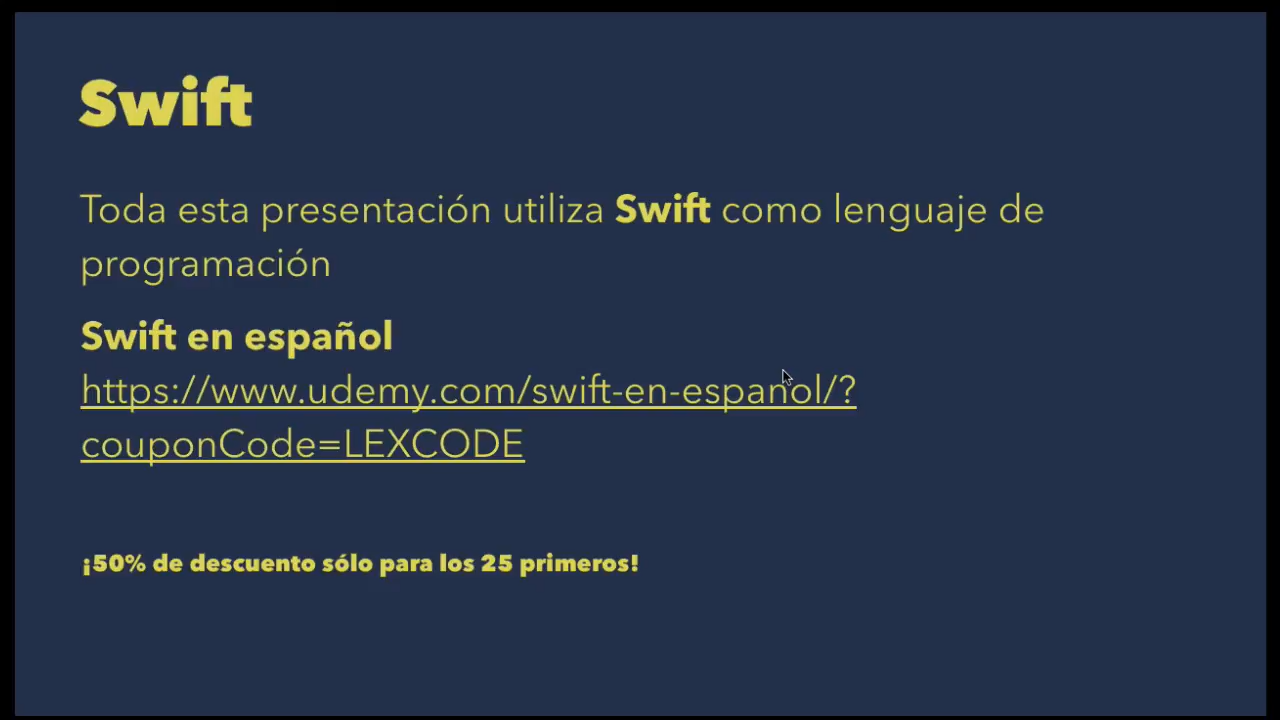 Swift
Toda esta presentación utiliza Swift como lenguaje de
programación
Swift en español
https://www.udemy.com/swift-en-espanol/?
couponCode=LEXCODE
¡50% de descuento sólo para los 25 primeros!